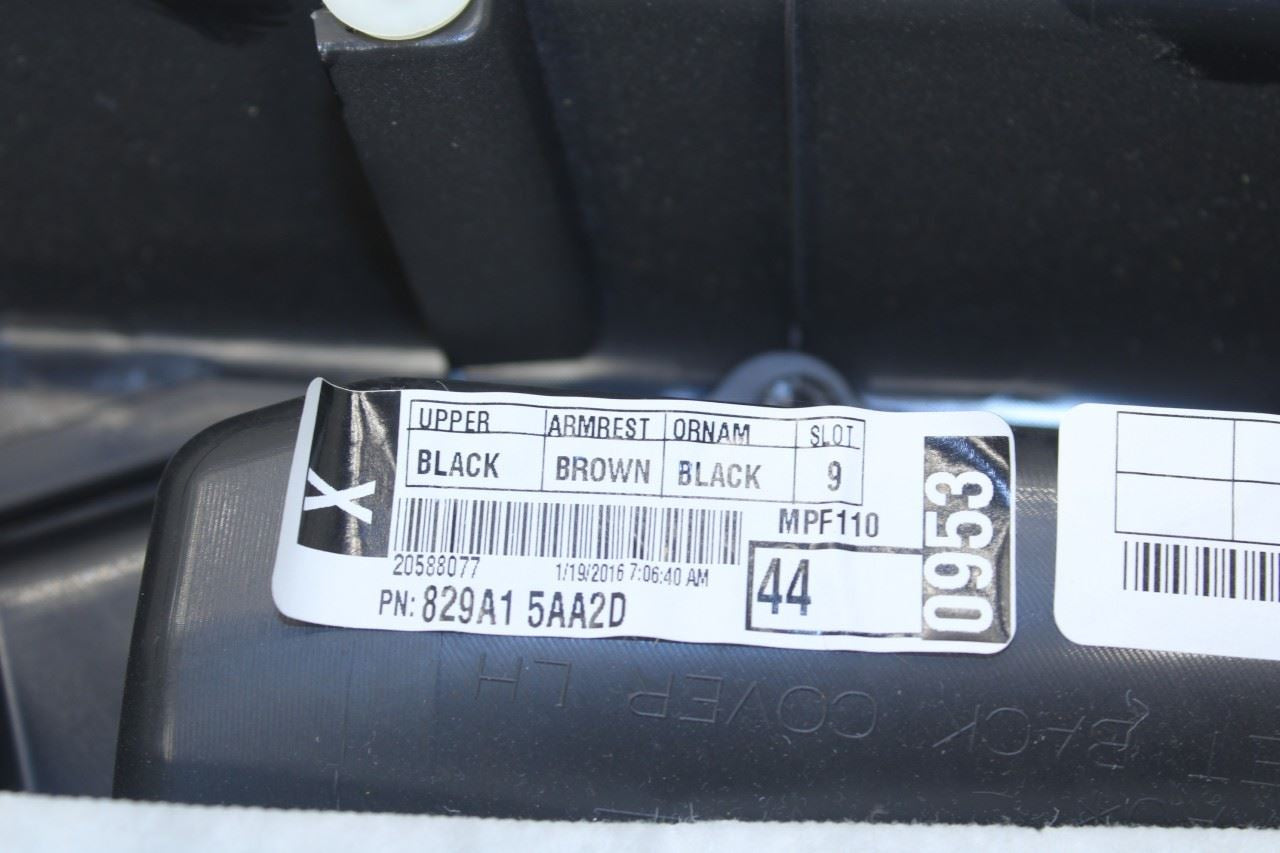 X
UPPER ARMREST ORNAM SLOT
BLACK BROWN BLACK 9
MPF110
20588077 1/19/2016 7:06:40 AM
44
PN: 829A1 5AA2D
0953
BACK COVER LH